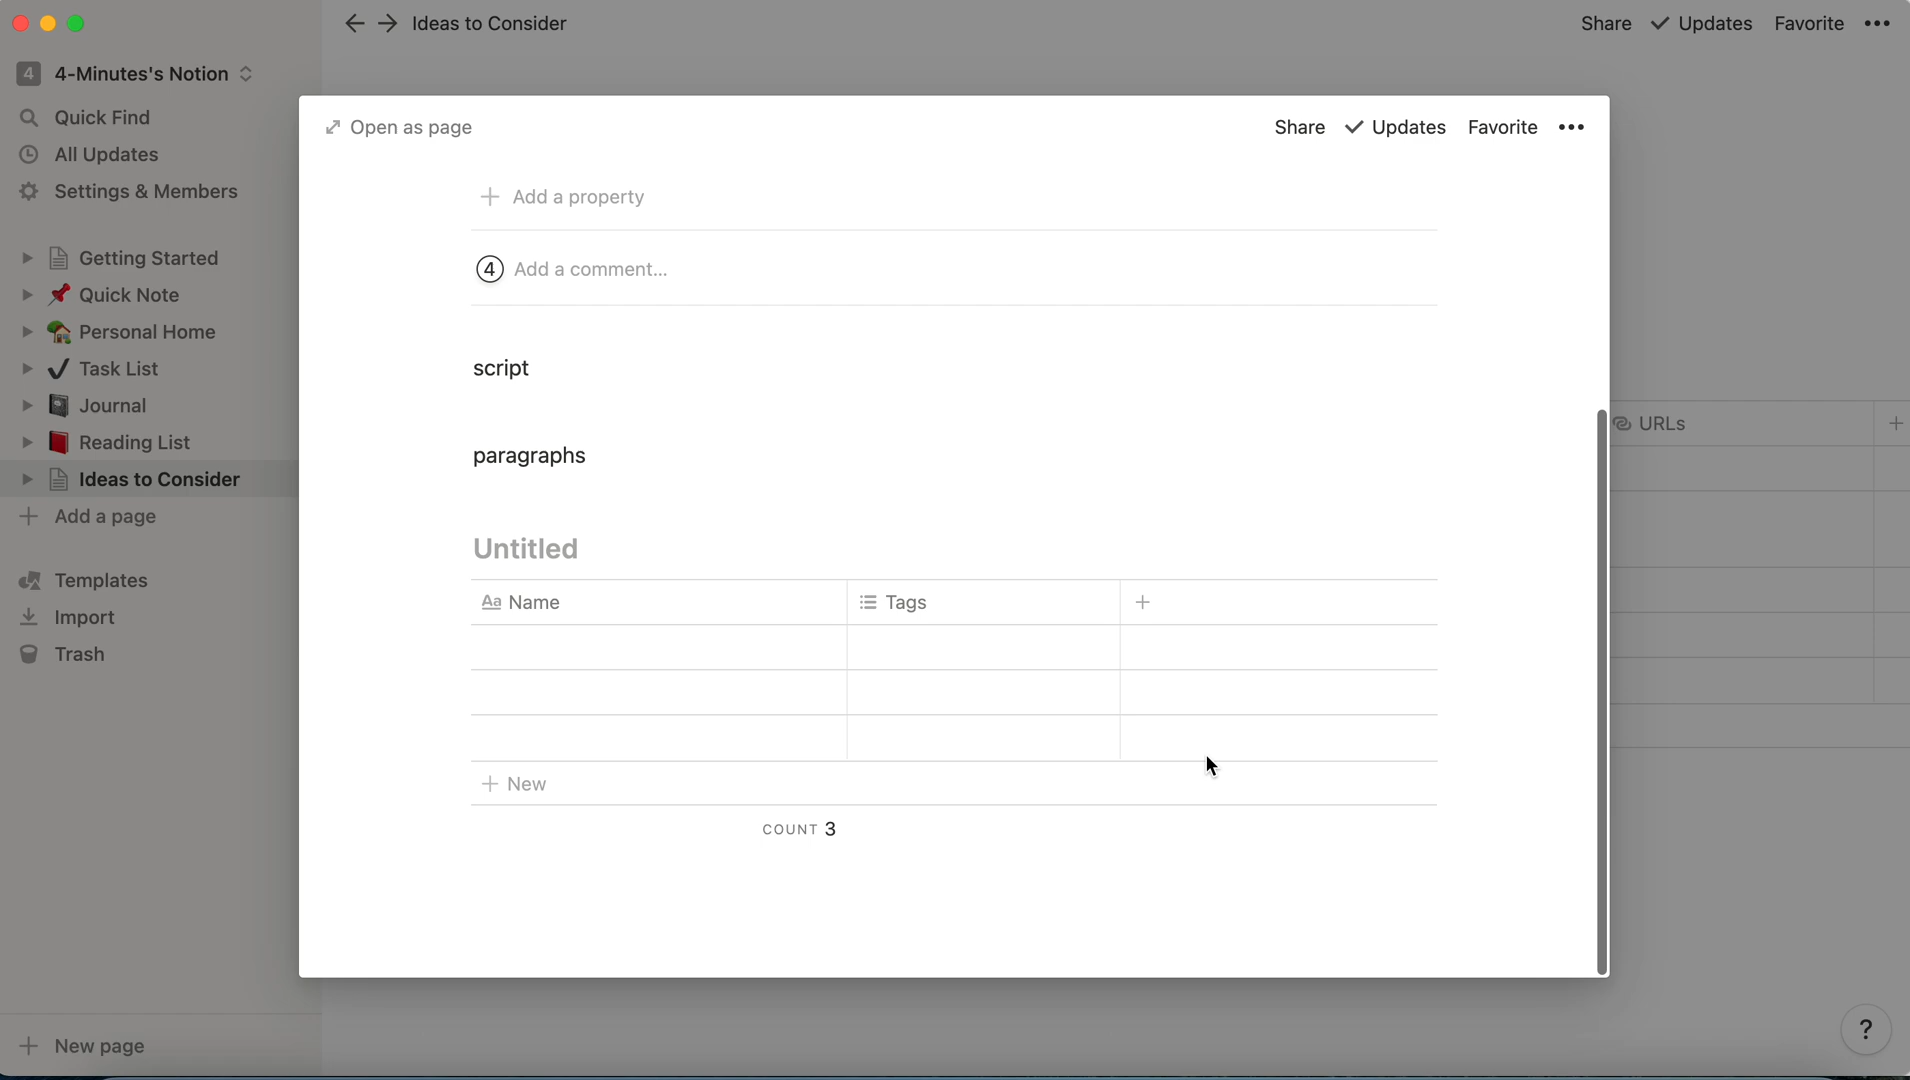 Ideas to Consider
Share ✓ Updates Favorite •••
4 4-Minutes's Notion
Quick Find
All Updates
Settings & Members
Getting Started
Quick Note
Personal Home
Task List
Journal
Reading List
Ideas to Consider
+ Add a page
Templates
Import
Trash
+ New page
Open as page
Share ✓ Updates Favorite •••
+ Add a property
4 Add a comment...
script
paragraphs
Untitled
Aa Name
Tags
+
+ New
COUNT 3
URLs
+
?